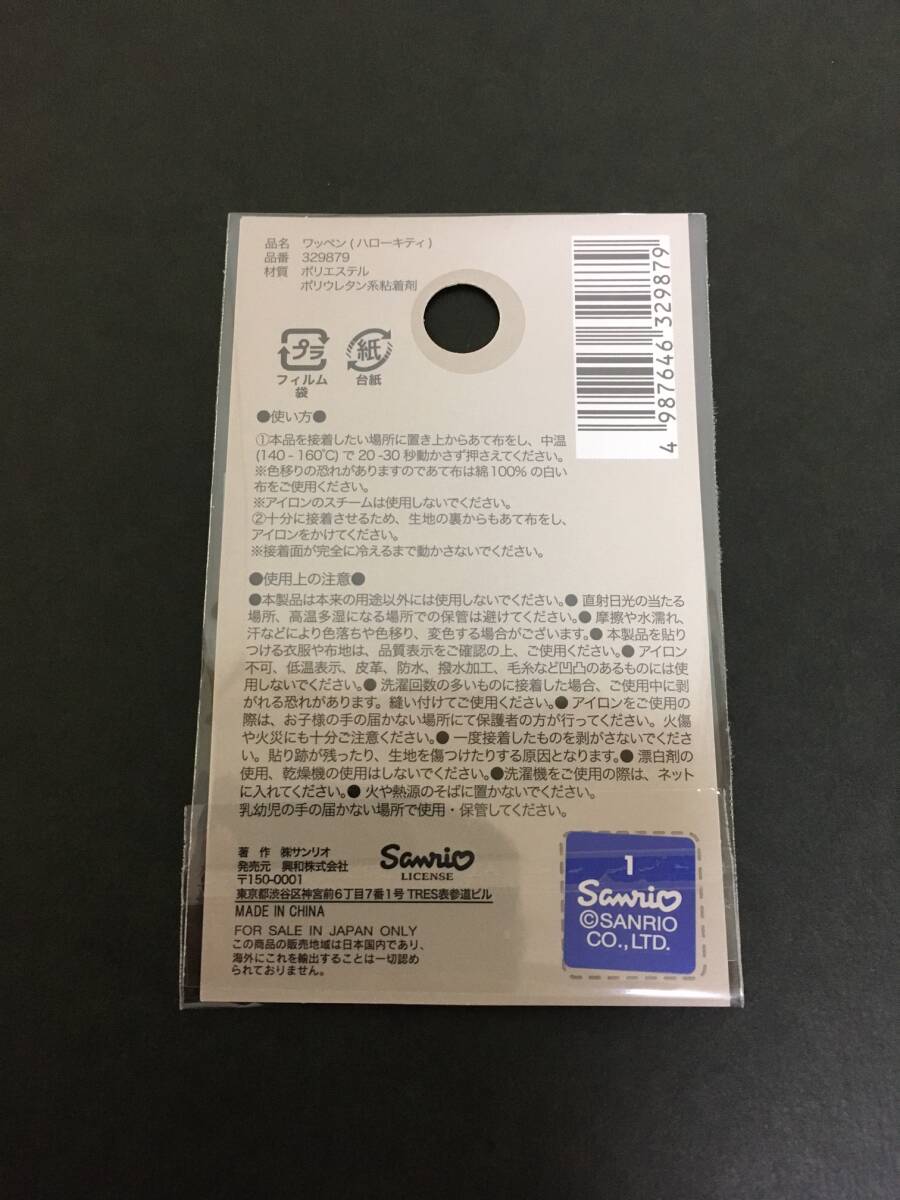 品名 ワッペン(ハローキティ)
品番 329879
材質 ポリエステル
ポリウレタン系粘着剤
4 987646 329879
プラ
フィルム
袋
紙
台紙
●使い方●
①本品を接着したい場所に置き上からあて布をし、中温
(140 - 160℃)で 20 -30 秒動かさず押さえてください。
※色移りの恐れがありますのであて布は綿100% の白い
布をご使用ください。
※アイロンのスチームは使用しないでください。
②十分に接着させるため、生地の裏からもあて布をし、
アイロンをかけてください。
※接着面が完全に冷えるまで動かさないでください。
●使用上の注意●
●本製品は本来の用途以外には使用しないでください。● 直射日光の当たる
場所、高温多湿になる場所での保管は避けてください。● 摩擦や水濡れ、
汗などにより色落ちや色移り、変色する場合がございます。● 本製品を貼り
つける衣服や布地は、品質表示をご確認の上、ご使用ください。● アイロン
不可、低温表示、皮革、防水、撥水加工、毛糸など凹凸のあるものには使
用しないでください。● 洗濯回数の多いものに接着した場合、ご使用中に剥
がれる恐れがあります。縫い付けてご使用ください。● アイロンをご使用の
際は、お子様の手の届かない場所にて保護者の方が行ってください。火傷
や火災にも十分ご注意ください。● 一度接着したものを剥がさないでくださ
い。貼り跡が残ったり、生地を傷つけたりする原因となります。● 漂白剤の
使用、乾燥機の使用はしないでください。●洗濯機をご使用の際は、ネット
に入れてください。● 火や熱源のそばに置かないでください。
乳幼児の手の届かない場所で使用・保管してください。
著 作 ㈱サンリオ
発売元 興和株式会社
〒150-0001
東京都渋谷区神宮前6丁目7番1号 TRES表参道ビル
MADE IN CHINA
FOR SALE IN JAPAN ONLY
この商品の販売地域は日本国内であり、
海外にこれを輸出することは一切認め
られておりません。
Sanrio
LICENSE
1
Sanrio
©SANRIO
CO.,LTD.